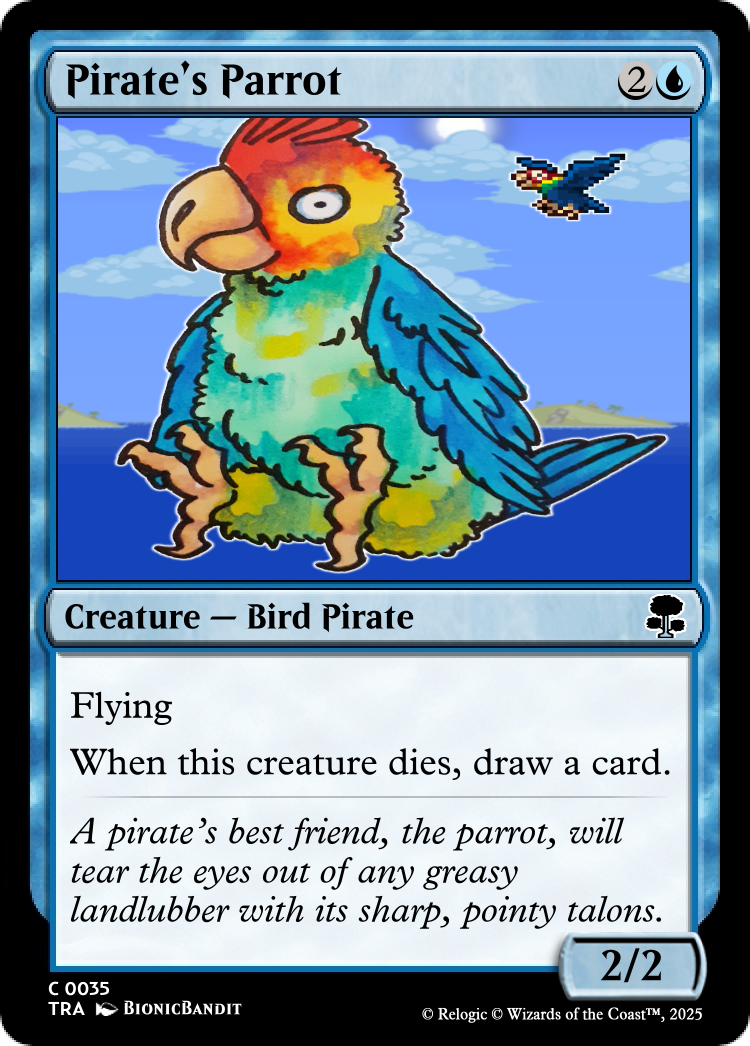 Pirate's Parrot 2
Creature — Bird Pirate
Flying
When this creature dies, draw a card.
A pirate's best friend, the parrot, will
tear the eyes out of any greasy
landlubber with its sharp, pointy talons.
2/2
C 0035
TRA BionicBandit
© Relogic © Wizards of the Coast™, 2025